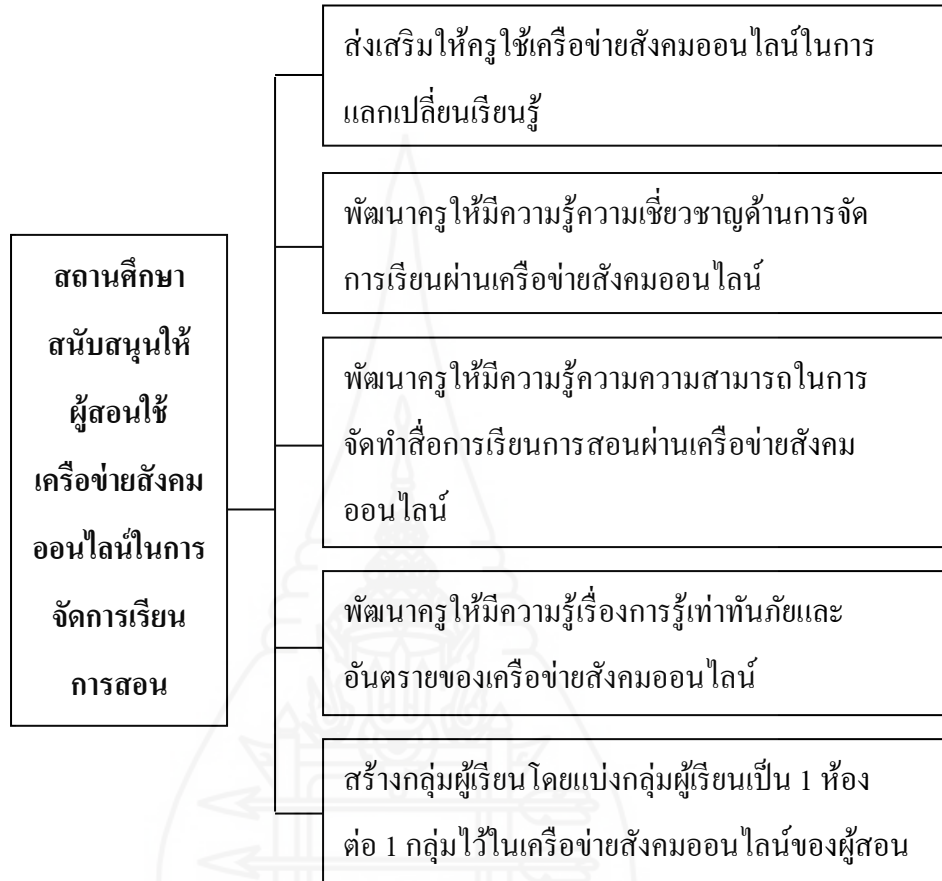 สถานศึกษา
สนับสนุนให้
ผู้สอนใช้
เครือข่ายสังคม
ออนไลน์ในการ
จัดการเรียน
การสอน
ส่งเสริมให้ครูใช้เครือข่ายสังคมออนไลน์ในการ
แลกเปลี่ยนเรียนรู้
พัฒนาครูให้มีความรู้ความเชี่ยวชาญด้านการจัด
การเรียนผ่านเครือข่ายสังคมออนไลน์
พัฒนาครูให้มีความรู้ความความสามารถในการ
จัดทำสื่อการเรียนการสอนผ่านเครือข่ายสังคม
ออนไลน์
พัฒนาครูให้มีความรู้เรื่องการรู้เท่าทันภัยและ
อันตรายของเครือข่ายสังคมออนไลน์
สร้างกลุ่มผู้เรียนโดยแบ่งกลุ่มผู้เรียนเป็น 1 ห้อง
ต่อ 1 กลุ่มไว้ในเครือข่ายสังคมออนไลน์ของผู้สอน